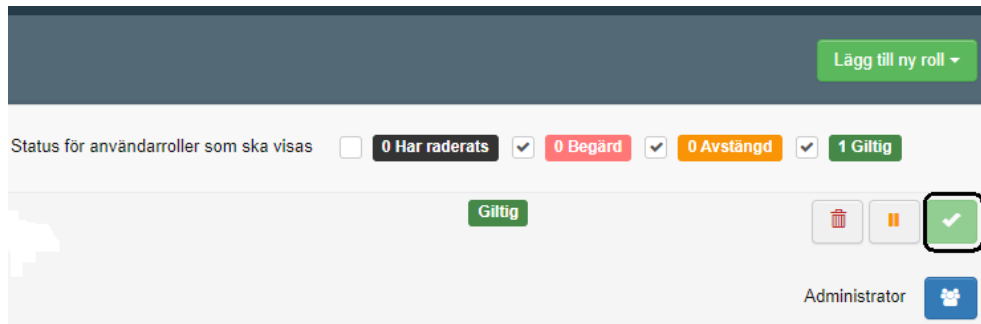 Lägg till ny roll
Status för användarroller som ska visas 0 Har raderats 0 Begärd 0 Avstängd 1 Giltig
Giltig
Administrator